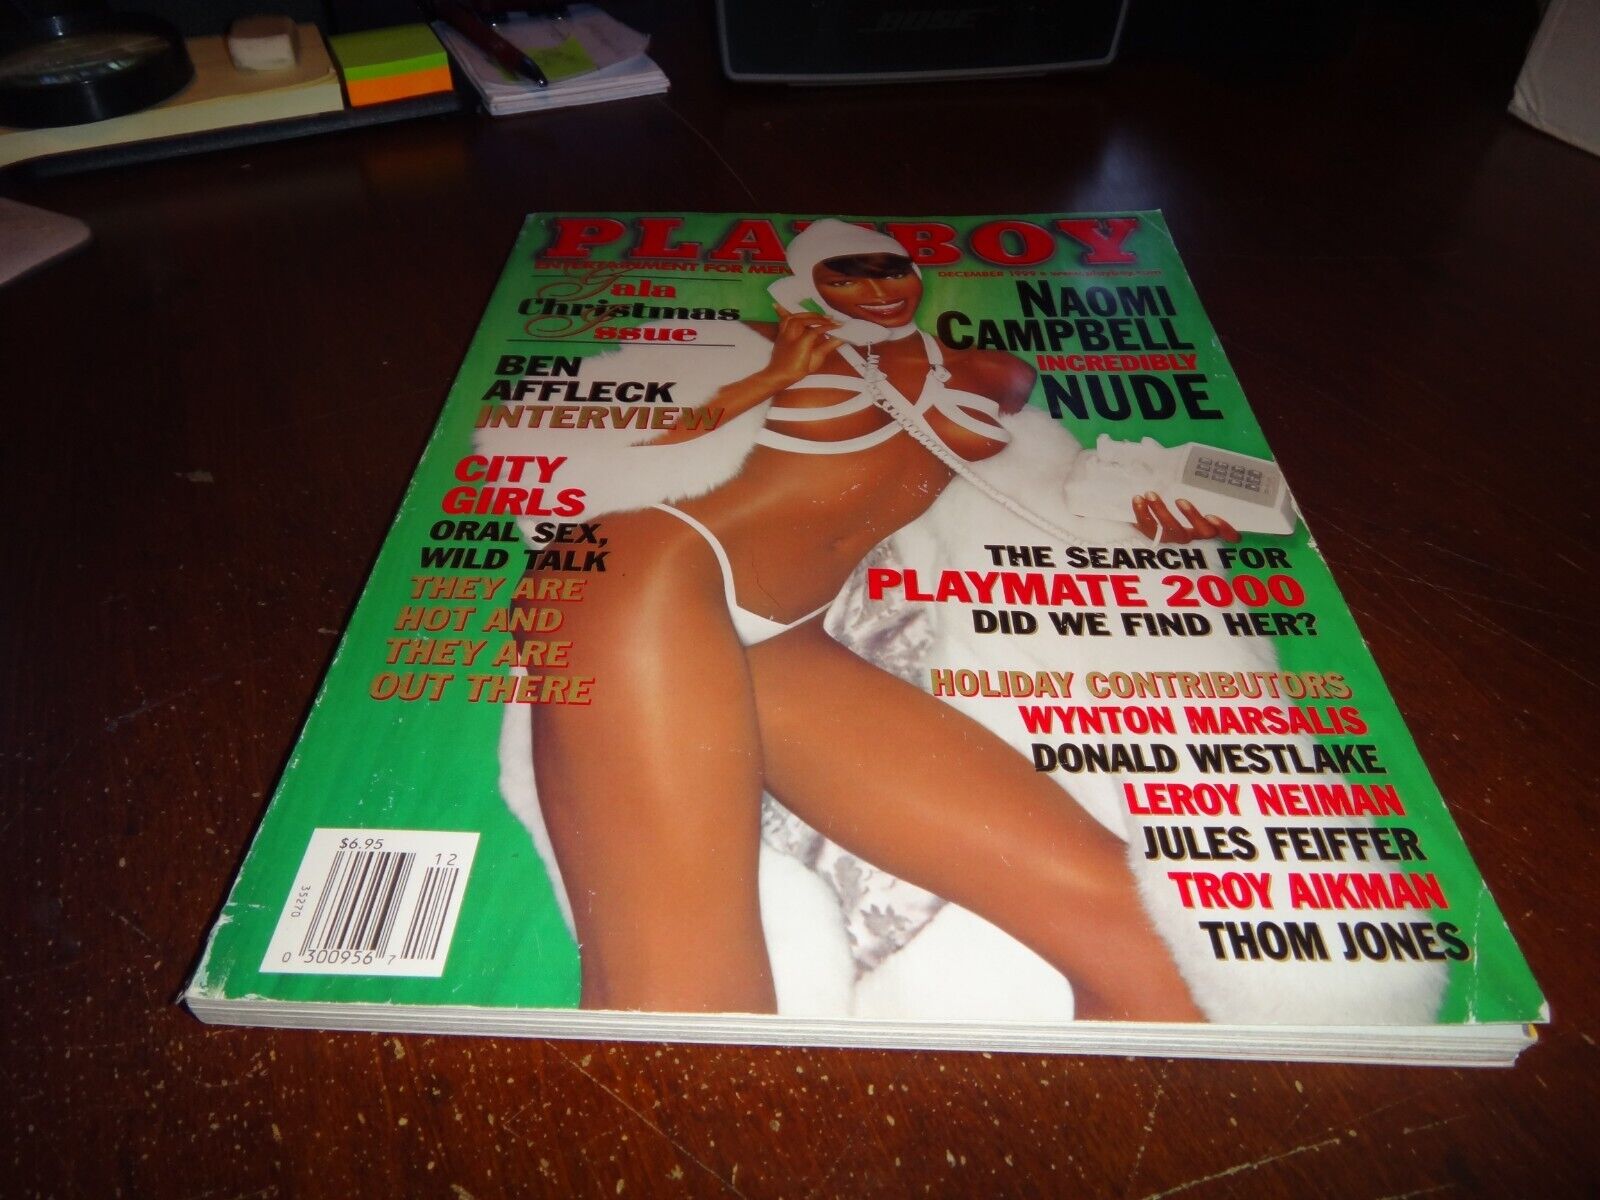 BOSE
PLAYBOY
ENTERTAINMENT FOR MEN
DECEMBER 1999 • www.playboy.com
Gala
Christmas
Issue
NAOMI
CAMPBELL
INCREDIBLY
NUDE
BEN
AFFLECK
INTERVIEW
CITY
GIRLS
ORAL SEX,
WILD TALK
THEY ARE
HOT AND
THEY ARE
OUT THERE
THE SEARCH FOR
PLAYMATE 2000
DID WE FIND HER?
HOLIDAY CONTRIBUTORS
WYNTON MARSALIS
DONALD WESTLAKE
LEROY NEIMAN
JULES FEIFFER
TROY AIKMAN
THOM JONES
$6.95
12
35270
0 300956 7